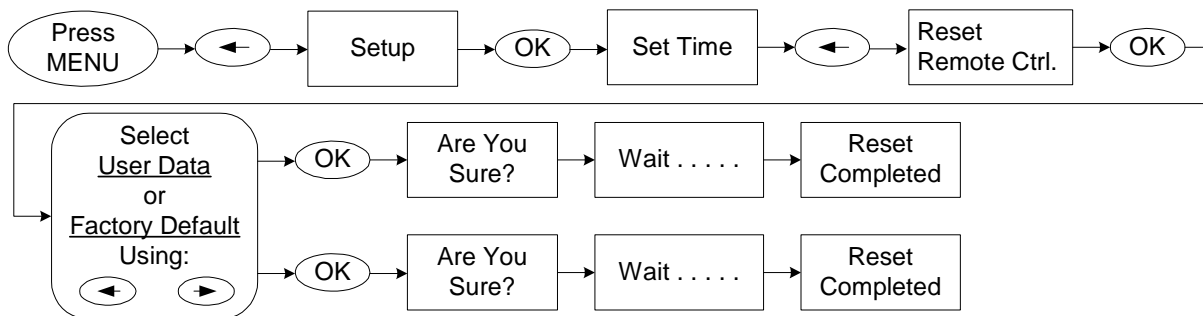 Press
MENU
Setup
OK
Set Time
Reset
Remote Ctrl.
OK
Select
User Data
or
Factory Default
Using:
OK
Are You
Sure?
Wait . . . . .
Reset
Completed
OK
Are You
Sure?
Wait . . . . .
Reset
Completed